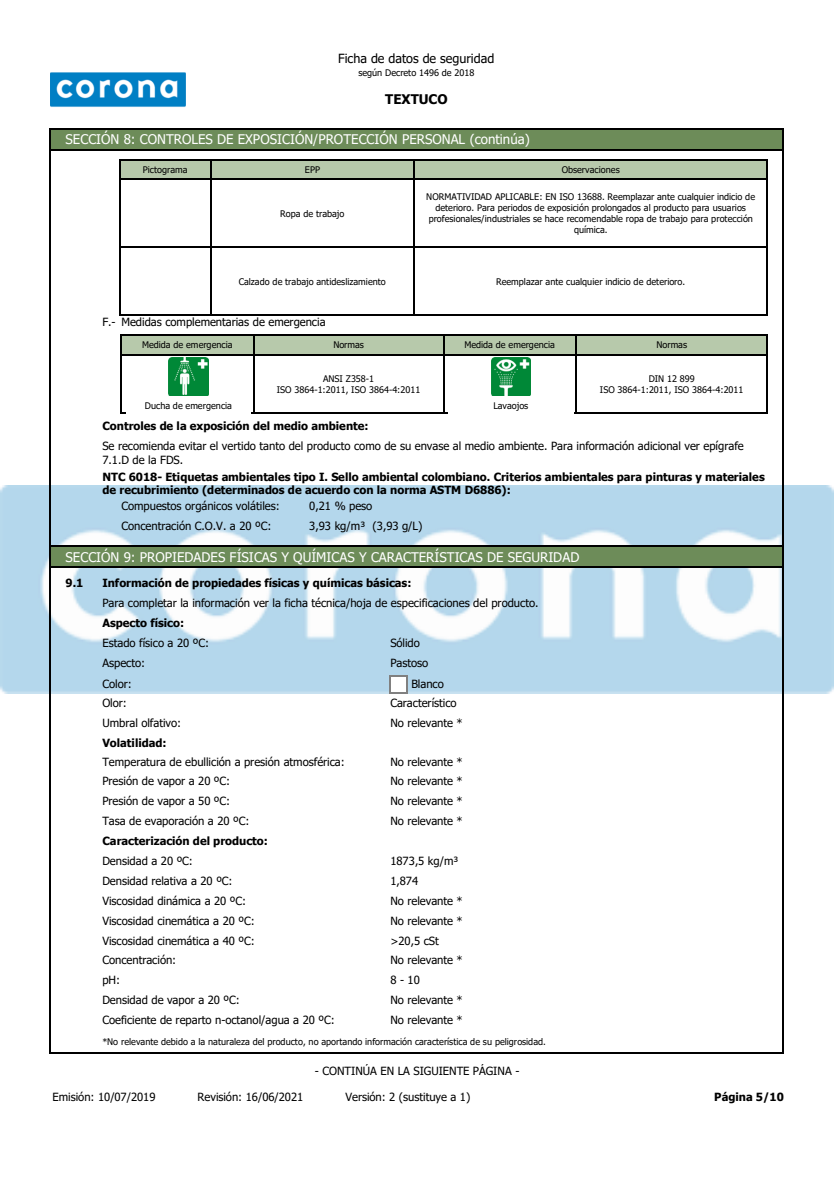 Ficha de datos de seguridad
según Decreto 1496 de 2018
corona
TEXTUCO
SECCIÓN 8: CONTROLES DE EXPOSICIÓN/PROTECCIÓN PERSONAL (continúa)
Pictograma EPP Observaciones
Ropa de trabajo
NORMATIVIDAD APLICABLE: EN ISO 13688. Reemplazar ante cualquier indicio de
deterioro. Para periodos de exposición prolongados al producto para usuarios
profesionales/industriales se hace recomendable ropa de trabajo para protección
química.
Calzado de trabajo antideslizamiento Reemplazar ante cualquier indicio de deterioro.
F.- Medidas complementarias de emergencia
Medida de emergencia Normas Medida de emergencia Normas
Ducha de emergencia
ANSI Z358-1
ISO 3864-1:2011, ISO 3864-4:2011
Lavaojos
DIN 12 899
ISO 3864-1:2011, ISO 3864-4:2011
Controles de la exposición del medio ambiente:
Se recomienda evitar el vertido tanto del producto como de su envase al medio ambiente. Para información adicional ver epígrafe
7.1.D de la FDS.
NTC 6018- Etiquetas ambientales tipo I. Sello ambiental colombiano. Criterios ambientales para pinturas y materiales
de recubrimiento (determinados de acuerdo con la norma ASTM D6886):
Compuestos orgánicos volátiles: 0,21 % peso
Concentración C.O.V. a 20 ºC: 3,93 kg/m³ (3,93 g/L)
SECCIÓN 9: PROPIEDADES FÍSICAS Y QUÍMICAS Y CARACTERÍSTICAS DE SEGURIDAD
9.1 Información de propiedades físicas y químicas básicas:
Para completar la información ver la ficha técnica/hoja de especificaciones del producto.
Aspecto físico:
Estado físico a 20 ºC: Sólido
Aspecto: Pastoso
Color: Blanco
Olor: Característico
Umbral olfativo: No relevante *
Volatilidad:
Temperatura de ebullición a presión atmosférica: No relevante *
Presión de vapor a 20 ºC: No relevante *
Presión de vapor a 50 ºC: No relevante *
Tasa de evaporación a 20 ºC: No relevante *
Caracterización del producto:
Densidad a 20 ºC: 1873,5 kg/m³
Densidad relativa a 20 ºC: 1,874
Viscosidad dinámica a 20 ºC: No relevante *
Viscosidad cinemática a 20 ºC: No relevante *
Viscosidad cinemática a 40 ºC: >20,5 cSt
Concentración: No relevante *
pH: 8 - 10
Densidad de vapor a 20 ºC: No relevante *
Coeficiente de reparto n-octanol/agua a 20 ºC: No relevante *
*No relevante debido a la naturaleza del producto, no aportando información característica de su peligrosidad.
corona
- CONTINÚA EN LA SIGUIENTE PÁGINA -
Emisión: 10/07/2019 Revisión: 16/06/2021 Versión: 2 (sustituye a 1) Página 5/10